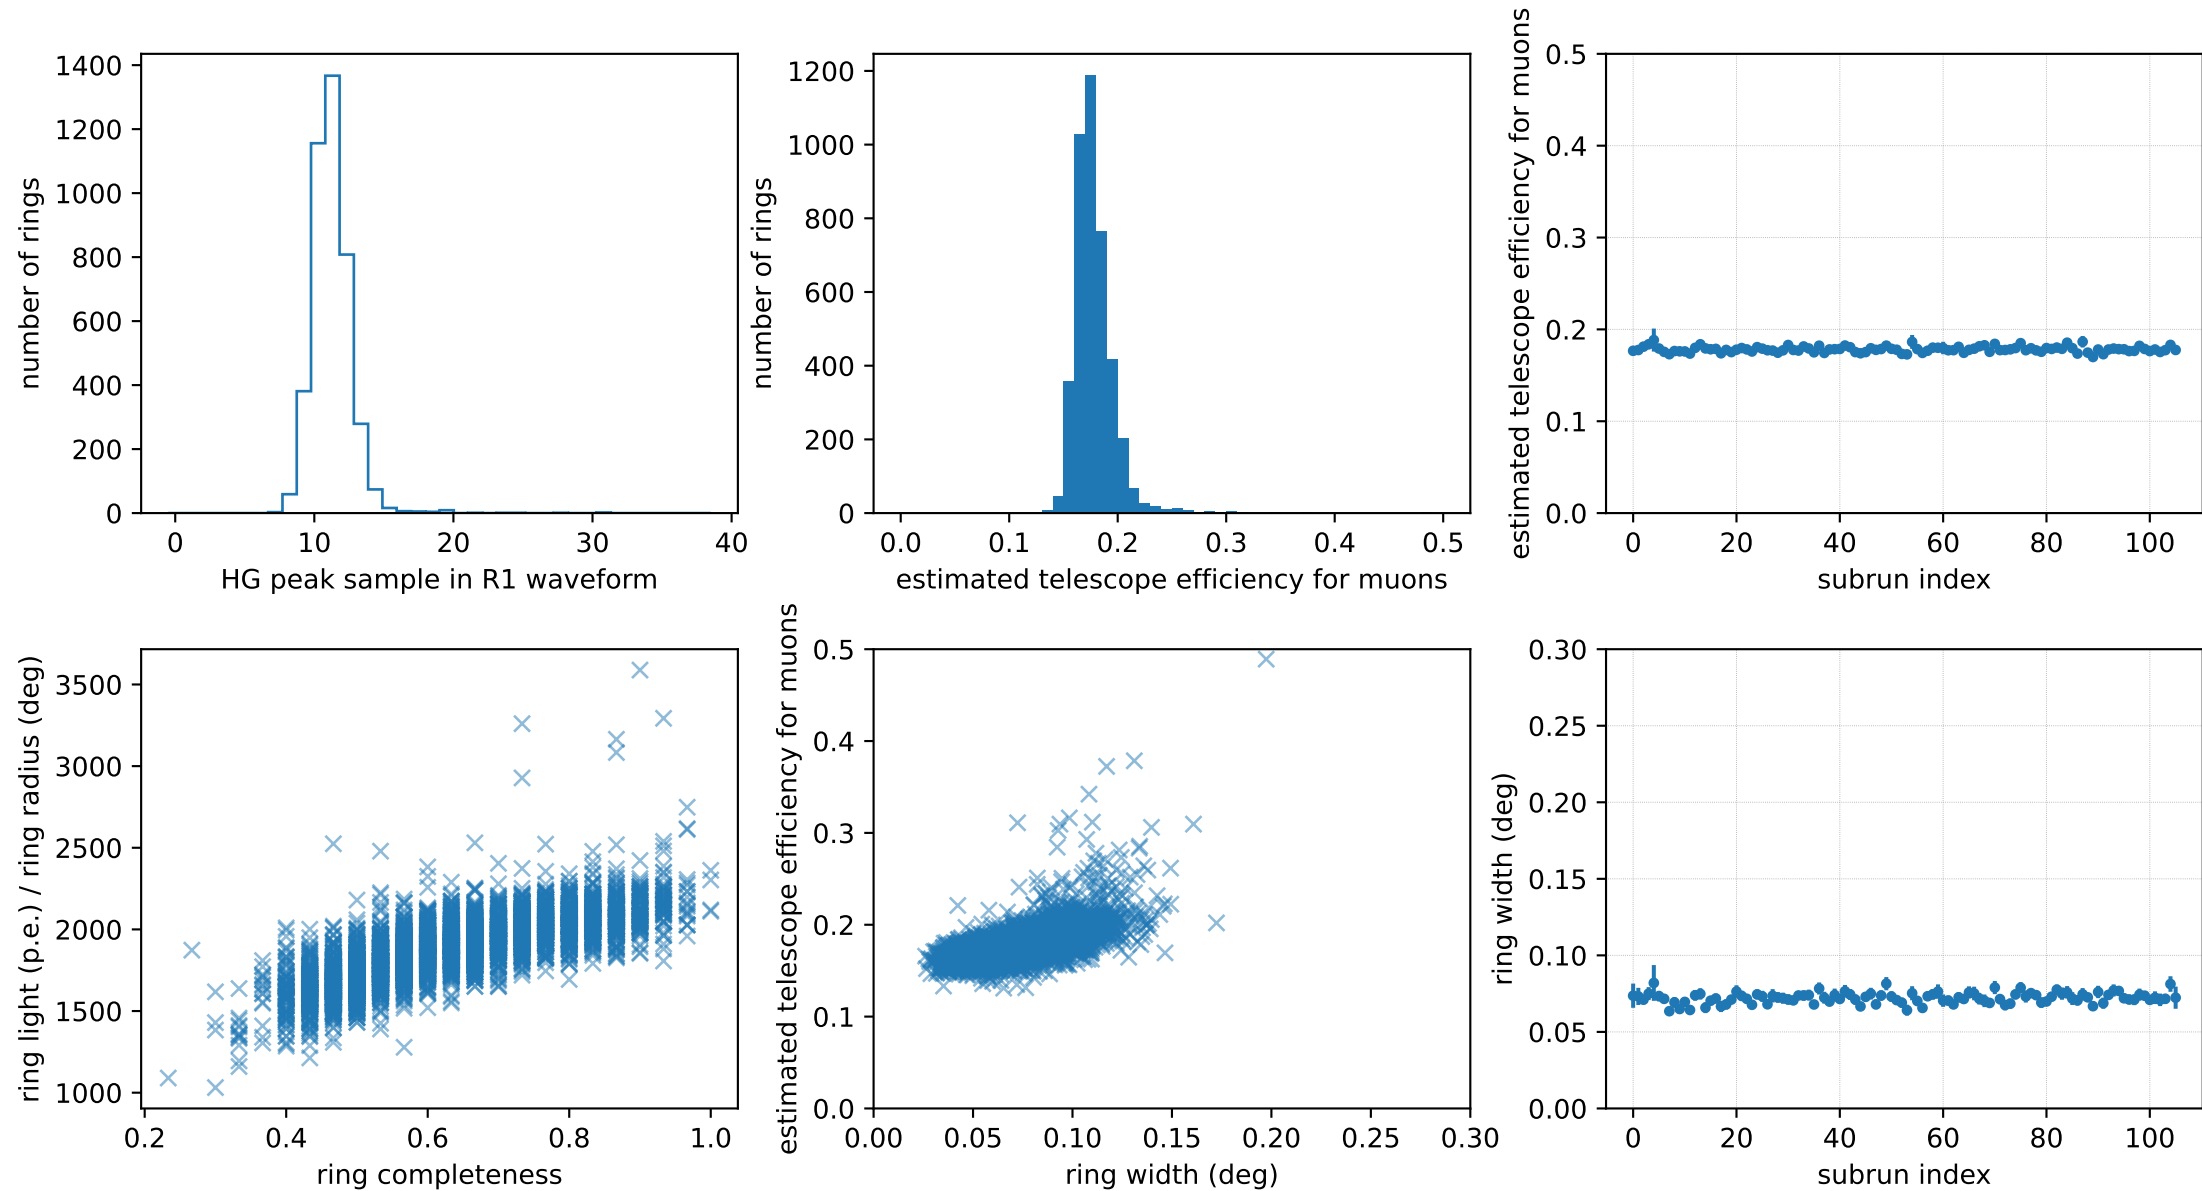 number of rings
1400
1200
1000
800
600
400
200
0
0 10 20 30 40
HG peak sample in R1 waveform
number of rings
1200
1000
800
600
400
200
0
0.0 0.1 0.2 0.3 0.4 0.5
estimated telescope efficiency for muons
estimated telescope efficiency for muons
0.5
0.4
0.3
0.2
0.1
0.0
0 20 40 60 80 100
subrun index
ring light (p.e.) / ring radius (deg)
3500
3000
2500
2000
1500
1000
0.2 0.4 0.6 0.8 1.0
ring completeness
estimated telescope efficiency for muons
0.5
0.4
0.3
0.2
0.1
0.0
0.00 0.05 0.10 0.15 0.20 0.25 0.30
ring width (deg)
ring width (deg)
0.30
0.25
0.20
0.15
0.10
0.05
0.00
0 20 40 60 80 100
subrun index